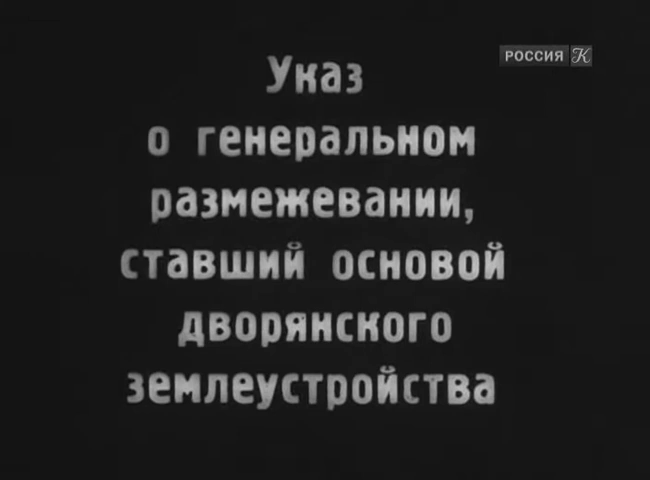 РОССИЯ К
Указ
о генеральном
размежевании,
ставший основой
дворянского
землеустройства